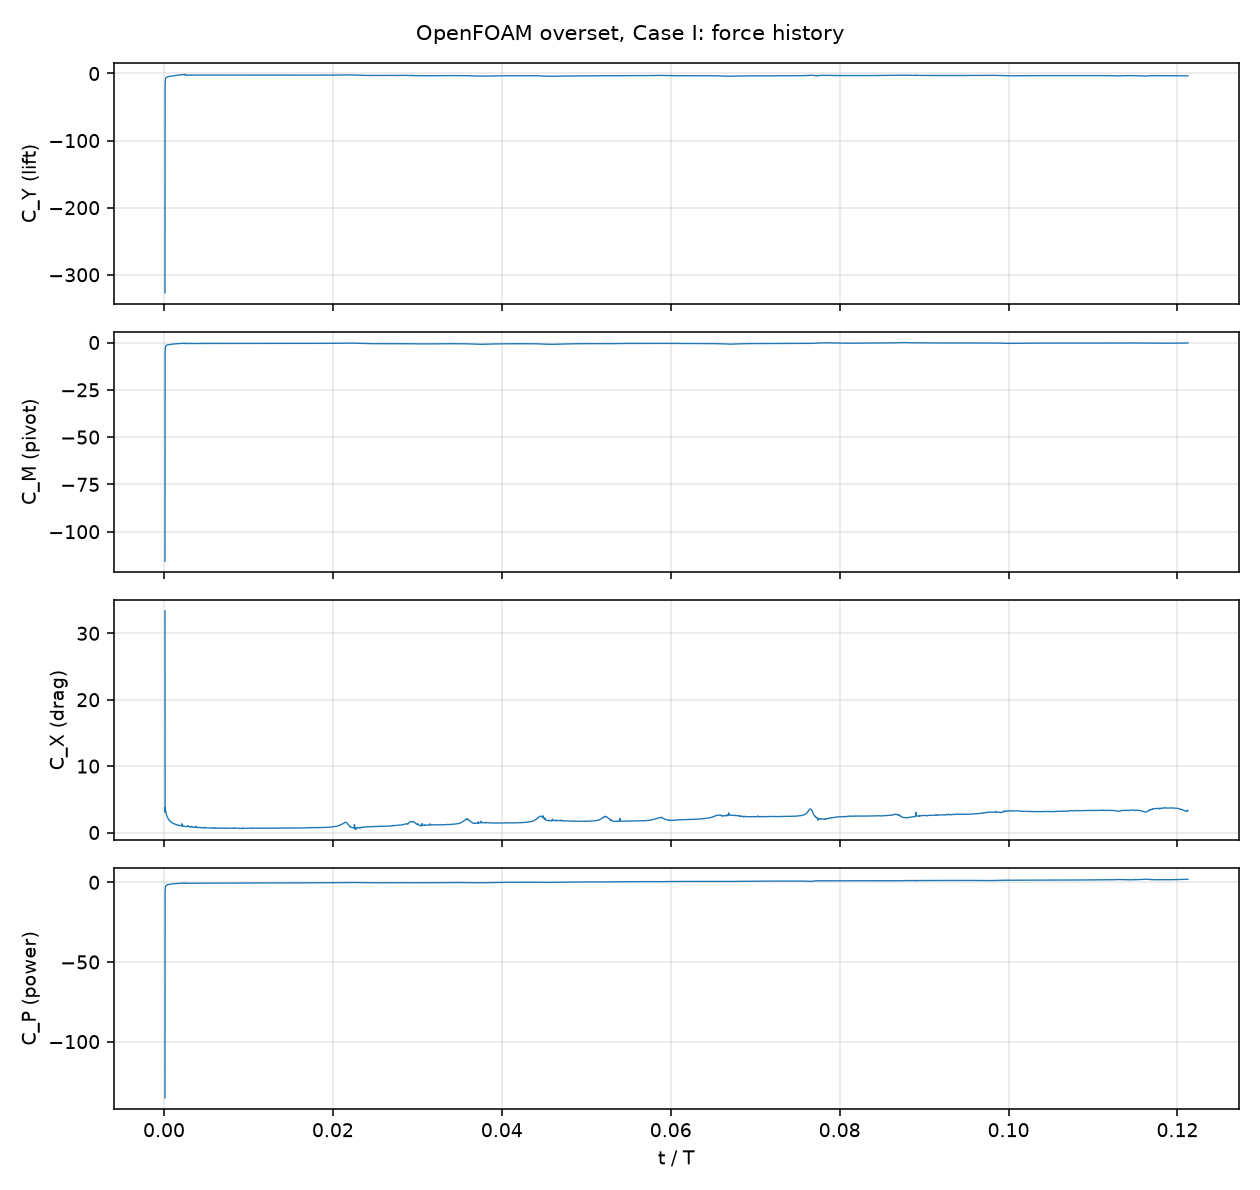 OpenFOAM overset, Case I: force history
0
−100
−200
−300
C_Y (lift)
0
−25
−50
−75
−100
C_M (pivot)
30
20
10
0
C_X (drag)
0
−50
−100
C_P (power)
0.00 0.02 0.04 0.06 0.08 0.10 0.12
t / T